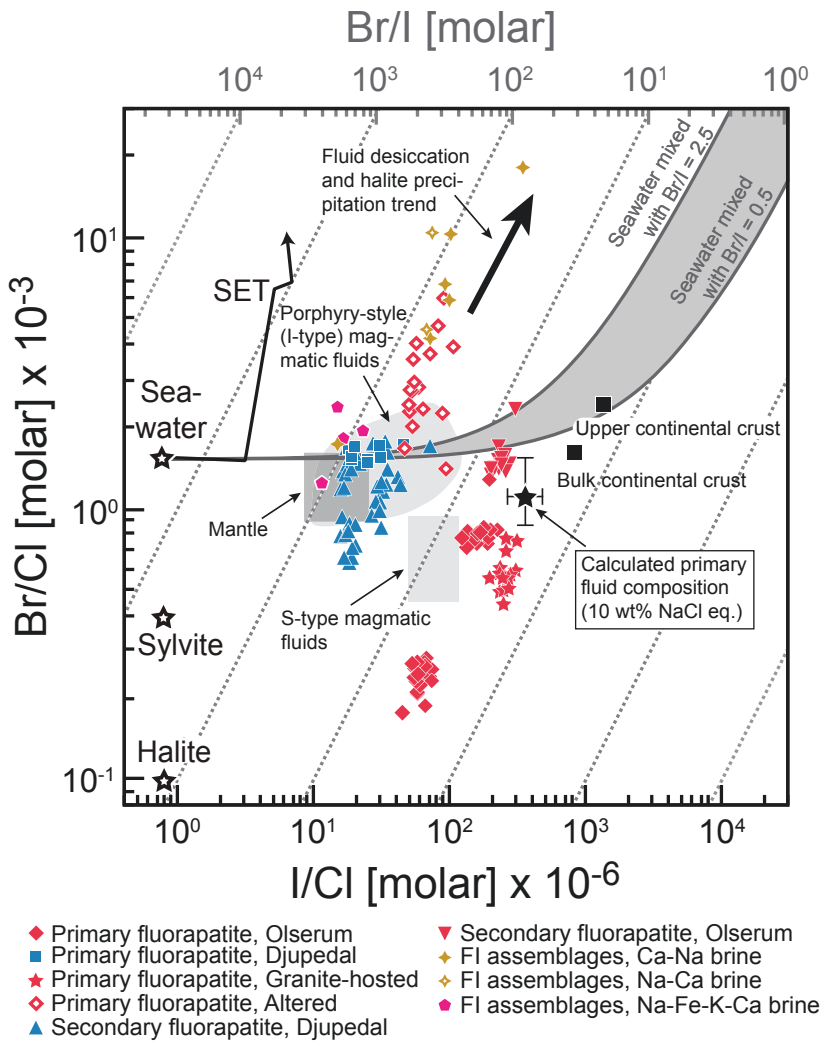 Br/I [molar]
10⁴
10³
10²
10¹
10⁰
Fluid desiccation
and halite preci-
pitation trend
Seawater mixed
with Br/I = 2.5
Seawater mixed
with Br/I = 0.5
10¹
SET
Porphyry-style
(I-type) mag-
matic fluids
Sea-
water
Upper continental crust
Bulk continental crust
10⁰
Mantle
Calculated primary
fluid composition
(10 wt% NaCl eq.)
S-type magmatic
fluids
Sylvite
Halite
10⁻¹
Br/Cl [molar] x 10⁻³
10⁰
10¹
10²
10³
10⁴
I/Cl [molar] x 10⁻⁶
Primary fluorapatite, Olserum
Primary fluorapatite, Djupedal
Primary fluorapatite, Granite-hosted
Primary fluorapatite, Altered
Secondary fluorapatite, Djupedal
Secondary fluorapatite, Olserum
FI assemblages, Ca-Na brine
FI assemblages, Na-Ca brine
FI assemblages, Na-Fe-K-Ca brine